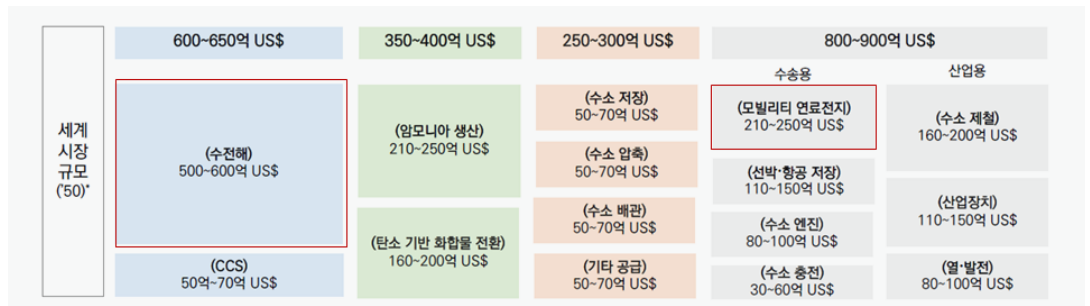 600~650억 US$
350~400억 US$
250~300억 US$
800~900억 US$
수송용
산업용
세계
시장
규모
('50)*
(수전해)
500~600억 US$
(CCS)
50억~70억 US$
(암모니아 생산)
210~250억 US$
(탄소 기반 화합물 전환)
160~200억 US$
(수소 저장)
50~70억 US$
(수소 압축)
50~70억 US$
(수소 배관)
50~70억 US$
(기타 공급)
50~70억 US$
(모빌리티 연료전지)
210~250억 US$
(선박·항공 저장)
110~150억 US$
(수소 엔진)
80~100억 US$
(수소 충전)
30~60억 US$
(수소 제철)
160~200억 US$
(산업장치)
110~150억 US$
(열·발전)
80~100억 US$